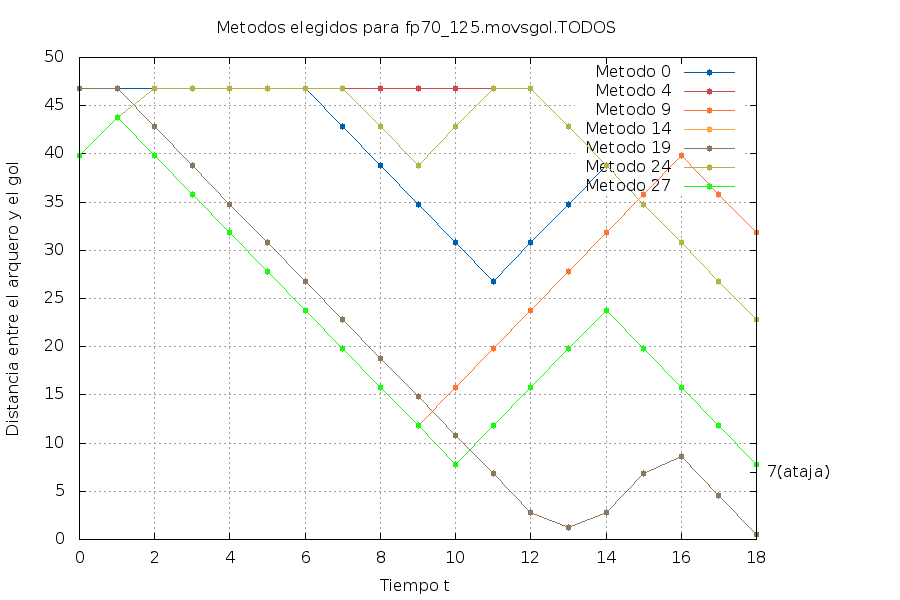 Metodos elegidos para fp70_125.movsgol.TODOS
Distancia entre el arquero y el gol
50
45
40
35
30
25
20
15
10
5
0
Metodo 0
Metodo 4
Metodo 9
Metodo 14
Metodo 19
Metodo 24
Metodo 27
7(ataja)
0 2 4 6 8 10 12 14 16 18
Tiempo t